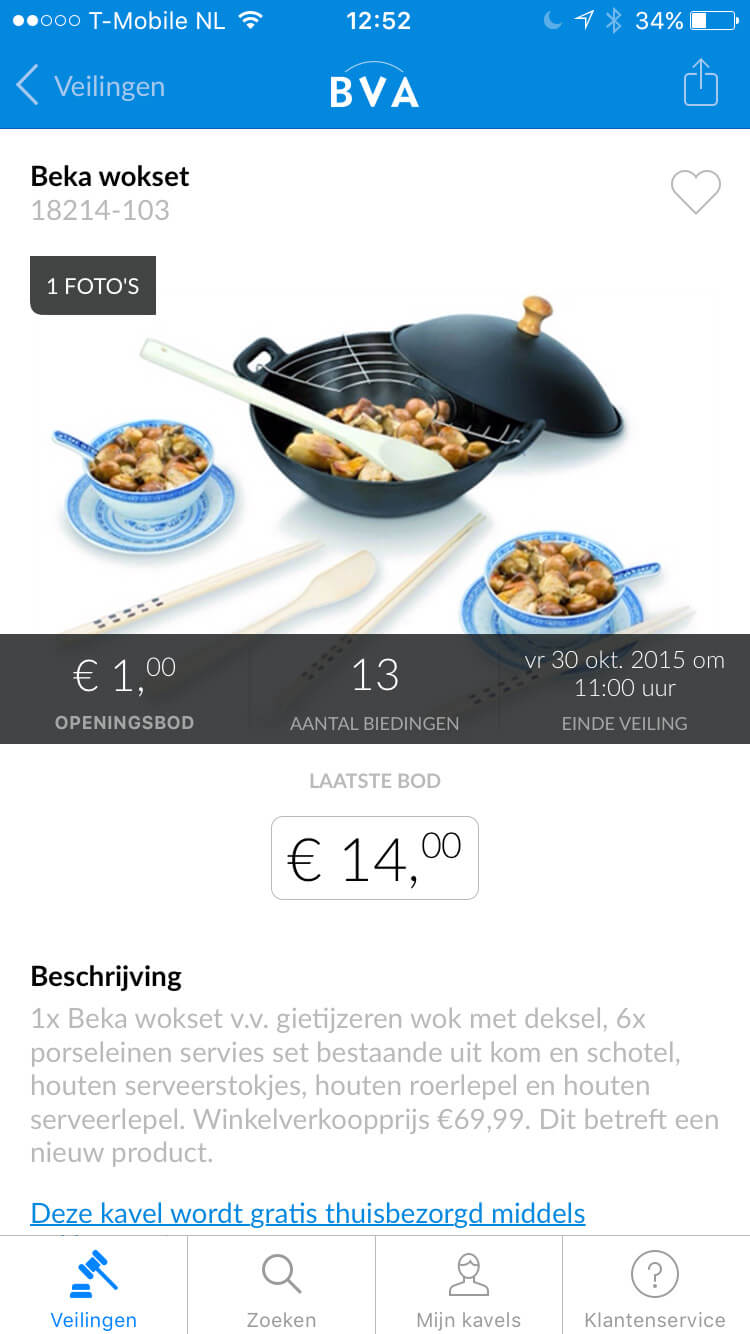 T-Mobile NL 12:52 34%
Veilingen
BVA
Beka wokset
18214-103
1 FOTO'S
€ 1,00 13 vr 30 okt. 2015 om
11:00 uur
OPENINGSBOD AANTAL BIEDINGEN EINDE VEILING
LAATSTE BOD
€ 14,00
Beschrijving
1x Beka wokset v.v. gietijzeren wok met deksel, 6x
porseleinen servies set bestaande uit kom en schotel,
houten serveerstokjes, houten roerlepel en houten
serveerlepel. Winkelverkoopprijs €69,99. Dit betreft een
nieuw product.
Deze kavel wordt gratis thuisbezorgd middels
Veilingen Zoeken Mijn kavels Klantenservice